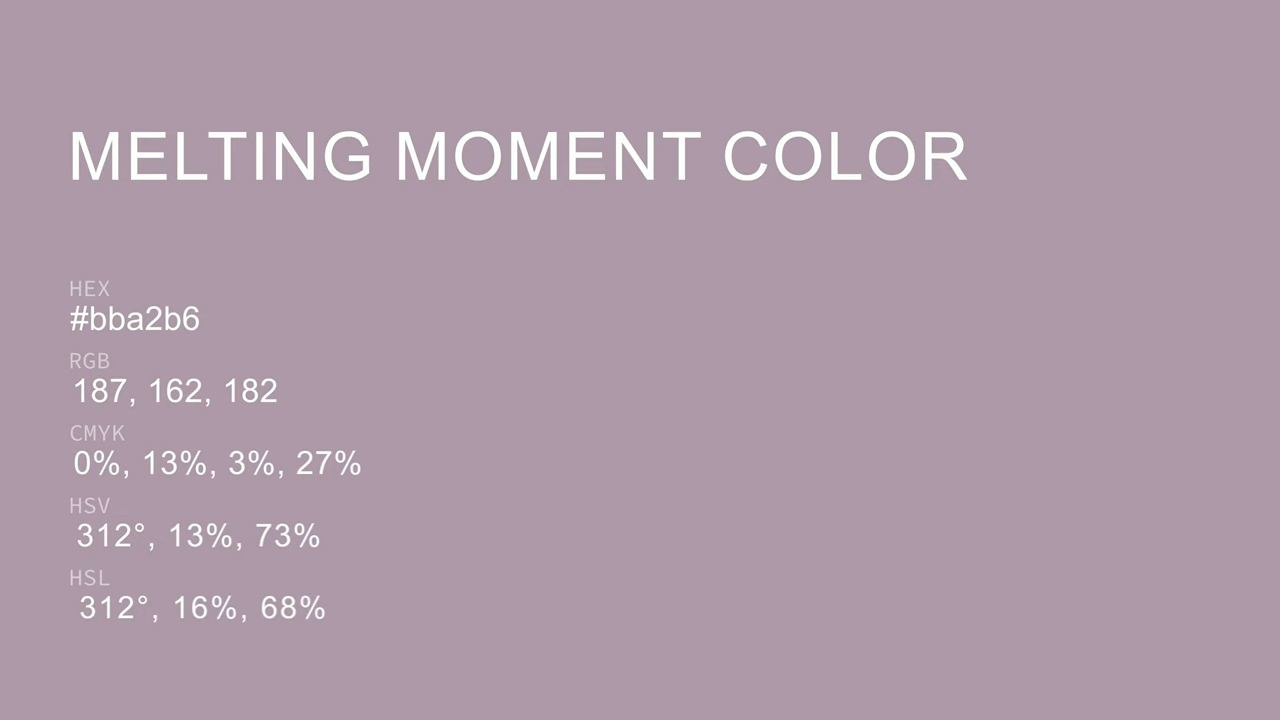 MELTING MOMENT COLOR
HEX
#bba2b6
RGB
187, 162, 182
CMYK
0%, 13%, 3%, 27%
HSV
312°, 13%, 73%
HSL
312°, 16%, 68%